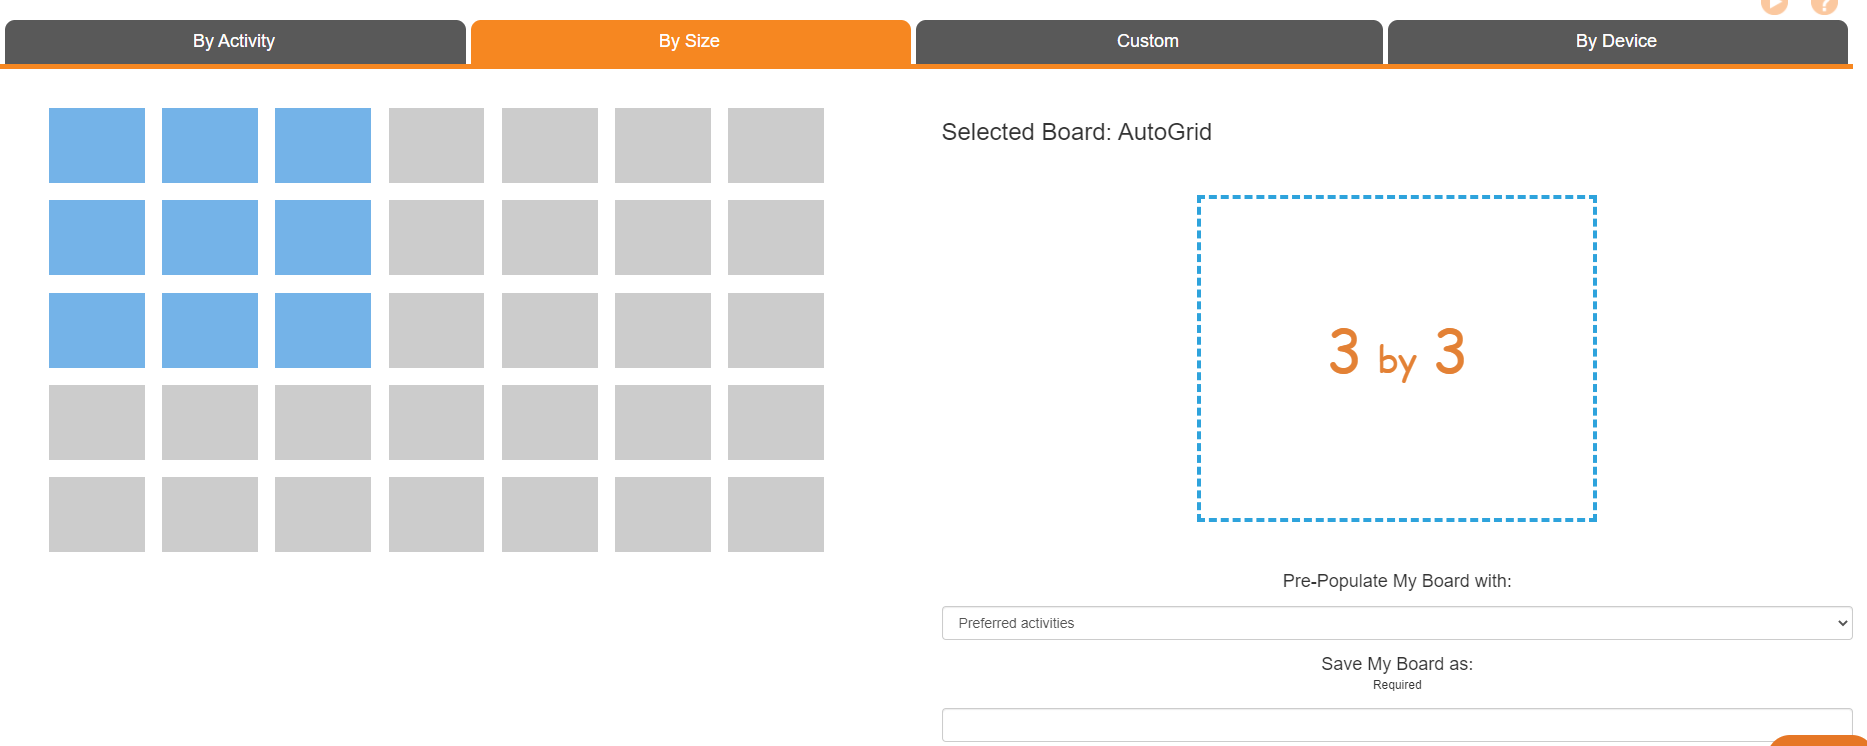 By Activity
By Size
Custom
By Device
Selected Board: AutoGrid
3 by 3
Pre-Populate My Board with:
Preferred activities
Save My Board as:
Required